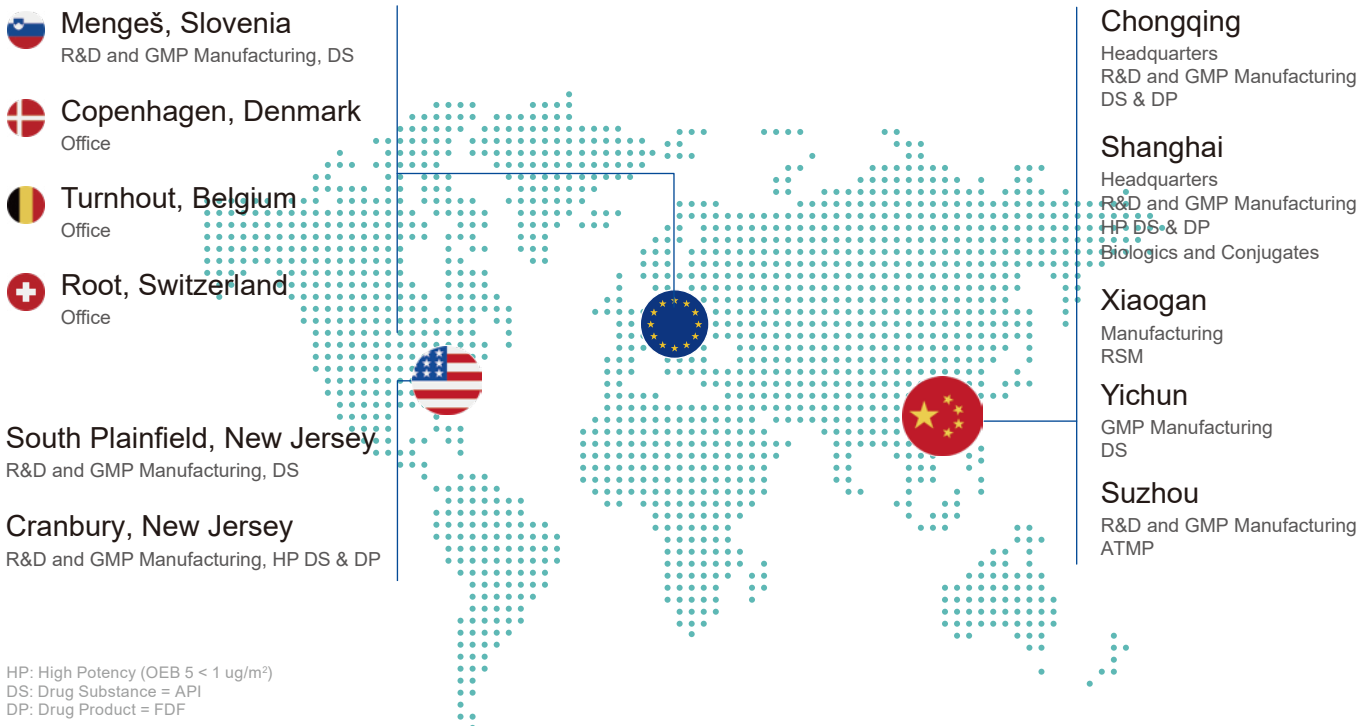 Mengeš, Slovenia
R&D and GMP Manufacturing, DS
Copenhagen, Denmark
Office
Turnhout, Belgium
Office
Root, Switzerland
Office
South Plainfield, New Jersey
R&D and GMP Manufacturing, DS
Cranbury, New Jersey
R&D and GMP Manufacturing, HP DS & DP
HP: High Potency (OEB 5 < 1 ug/m²)
DS: Drug Substance = API
DP: Drug Product = FDF
Chongqing
Headquarters
R&D and GMP Manufacturing
DS & DP
Shanghai
Headquarters
R&D and GMP Manufacturing
HP DS & DP
Biologics and Conjugates
Xiaogan
Manufacturing
RSM
Yichun
GMP Manufacturing
DS
Suzhou
R&D and GMP Manufacturing
ATMP